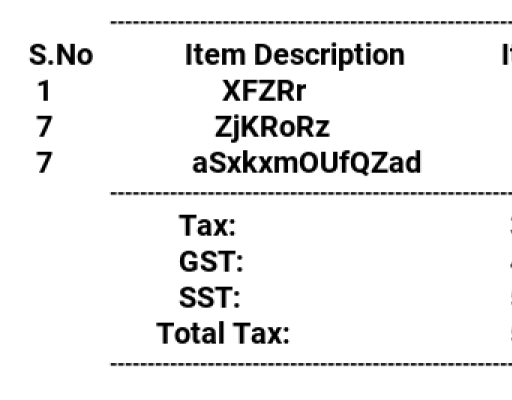 S.No Item Description
1 XFZRr
7 ZjKRoRz
7 aSxkxmOUfQZad
Tax:
GST:
SST:
Total Tax: